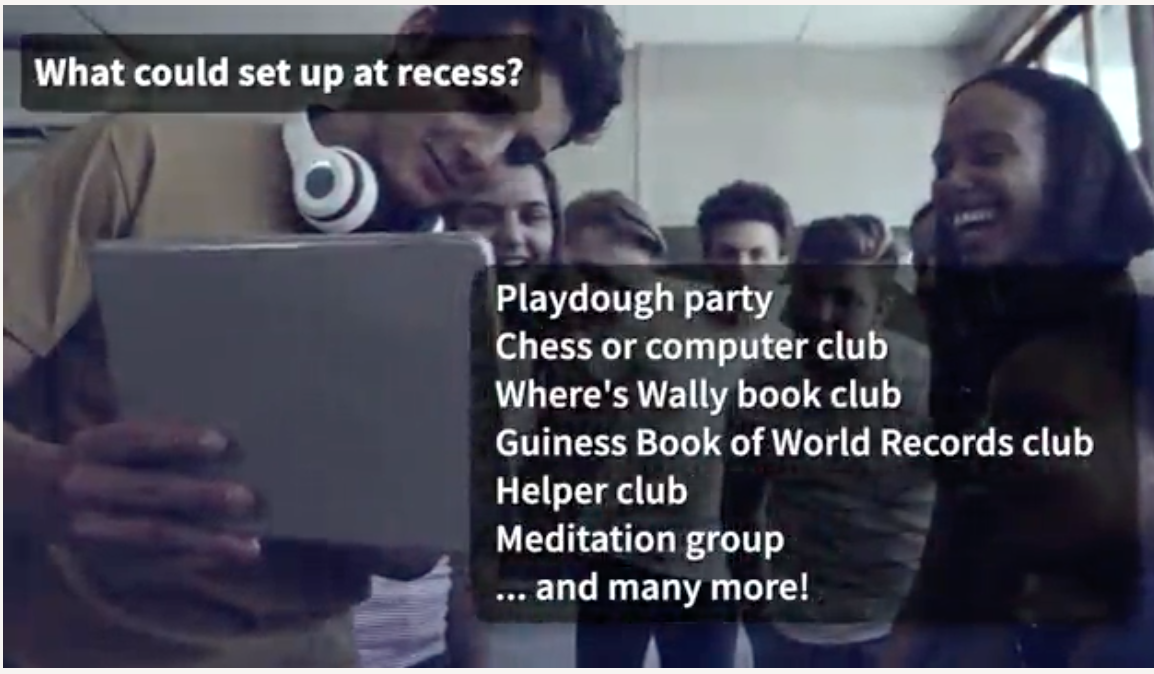 What could set up at recess?
Playdough party
Chess or computer club
Where's Wally book club
Guiness Book of World Records club
Helper club
Meditation group
... and many more!